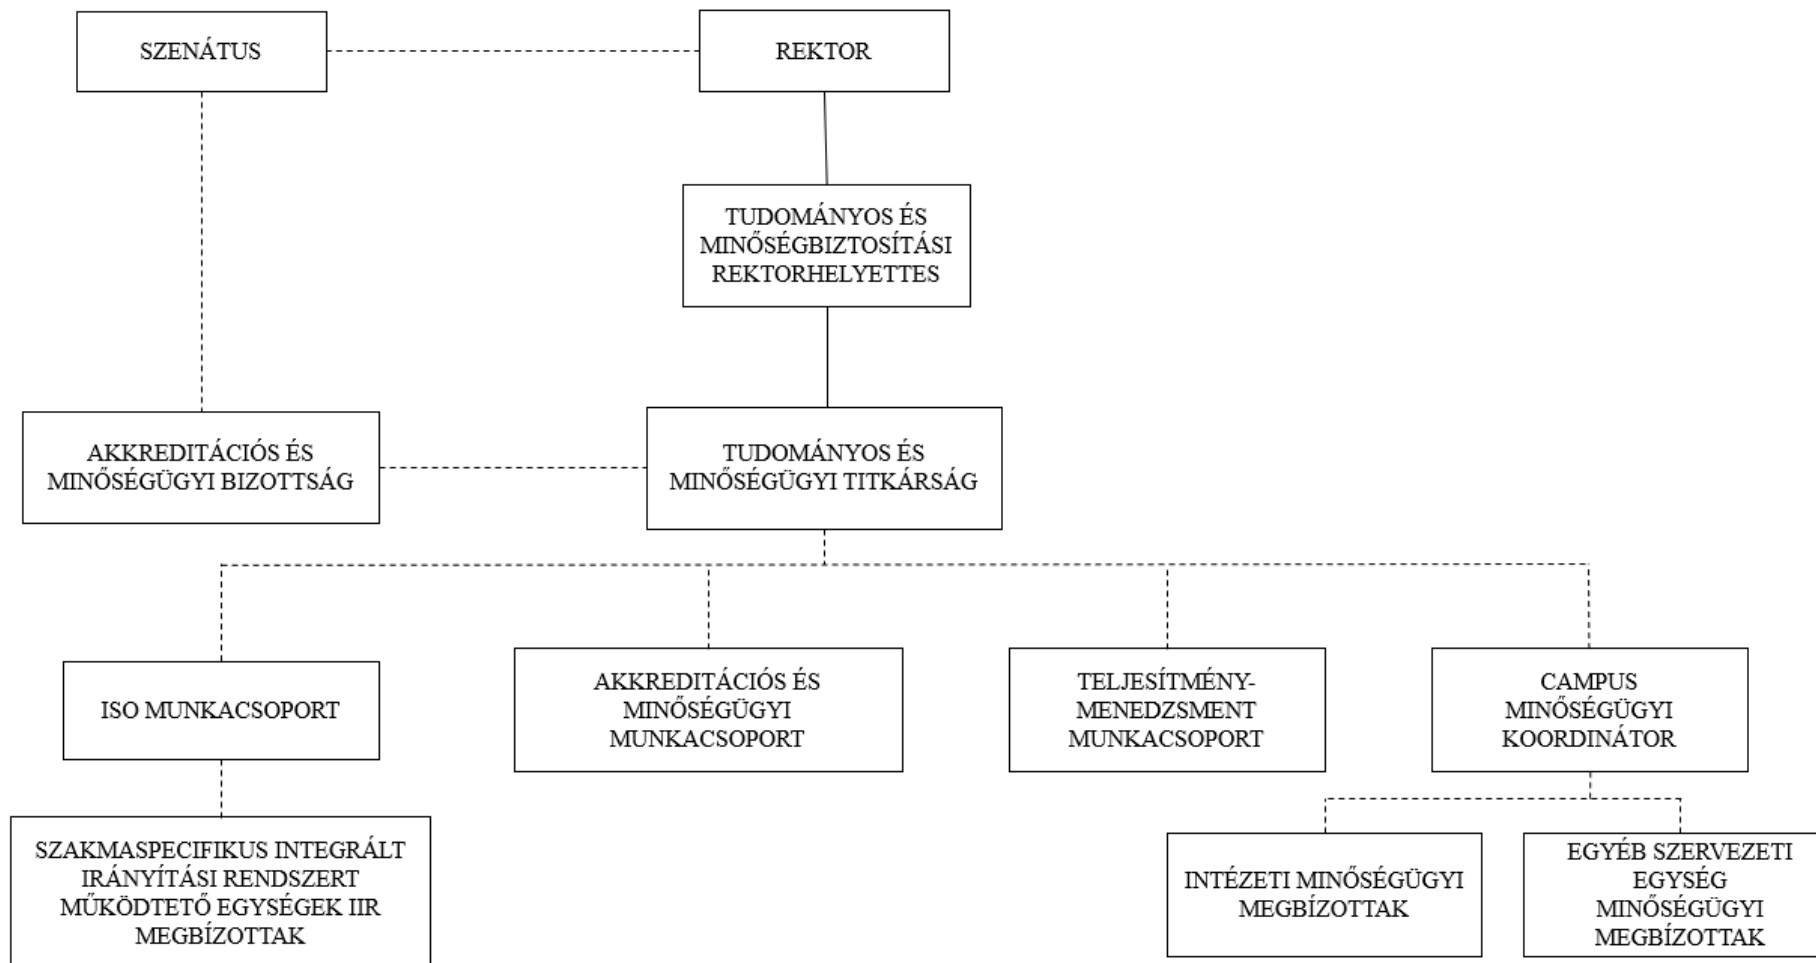 SZENÁTUS
REKTOR
TUDOMÁNYOS ÉS
MINŐSÉGBIZTOSÍTÁSI
REKTORHELYETTES
AKKREDITÁCIÓS ÉS
MINŐSÉGÜGYI BIZOTTSÁG
TUDOMÁNYOS ÉS
MINŐSÉGÜGYI TITKÁRSÁG
ISO MUNKACSOPORT
AKKREDITÁCIÓS ÉS
MINŐSÉGÜGYI
MUNKACSOPORT
TELJESÍTMÉNY-
MENEDZSMENT
MUNKACSOPORT
CAMPUS
MINŐSÉGÜGYI
KOORDINÁTOR
SZAKMASPECIFIKUS INTEGRÁLT
IRÁNYÍTÁSI RENDSZERT
MŰKÖDTETŐ EGYSÉGEK IIR
MEGBÍZOTTAK
INTÉZETI MINŐSÉGÜGYI
MEGBÍZOTTAK
EGYÉB SZERVEZETI
EGYSÉG
MINŐSÉGÜGYI
MEGBÍZOTTAK